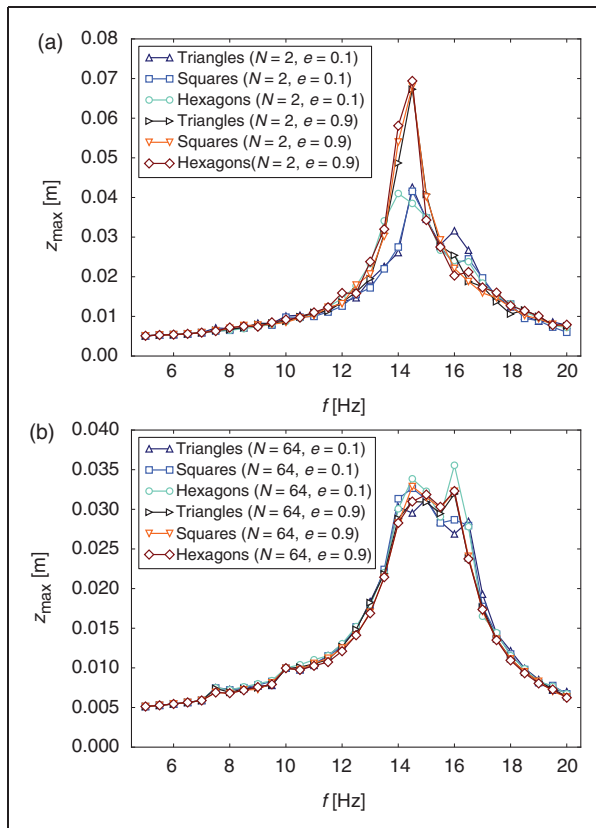 (a)
0.08
0.07
0.06
0.05
0.04
0.03
0.02
0.01
0.00
z_max [m]
Triangles (N = 2, e = 0.1)
Squares (N = 2, e = 0.1)
Hexagons (N = 2, e = 0.1)
Triangles (N = 2, e = 0.9)
Squares (N = 2, e = 0.9)
Hexagons(N = 2, e = 0.9)
6 8 10 12 14 16 18 20
f [Hz]
(b)
0.040
0.035
0.030
0.025
0.020
0.015
0.010
0.005
0.000
z_max [m]
Triangles (N = 64, e = 0.1)
Squares (N = 64, e = 0.1)
Hexagons (N = 64, e = 0.1)
Triangles (N = 64, e = 0.9)
Squares (N = 64, e = 0.9)
Hexagons (N = 64, e = 0.9)
6 8 10 12 14 16 18 20
f [Hz]